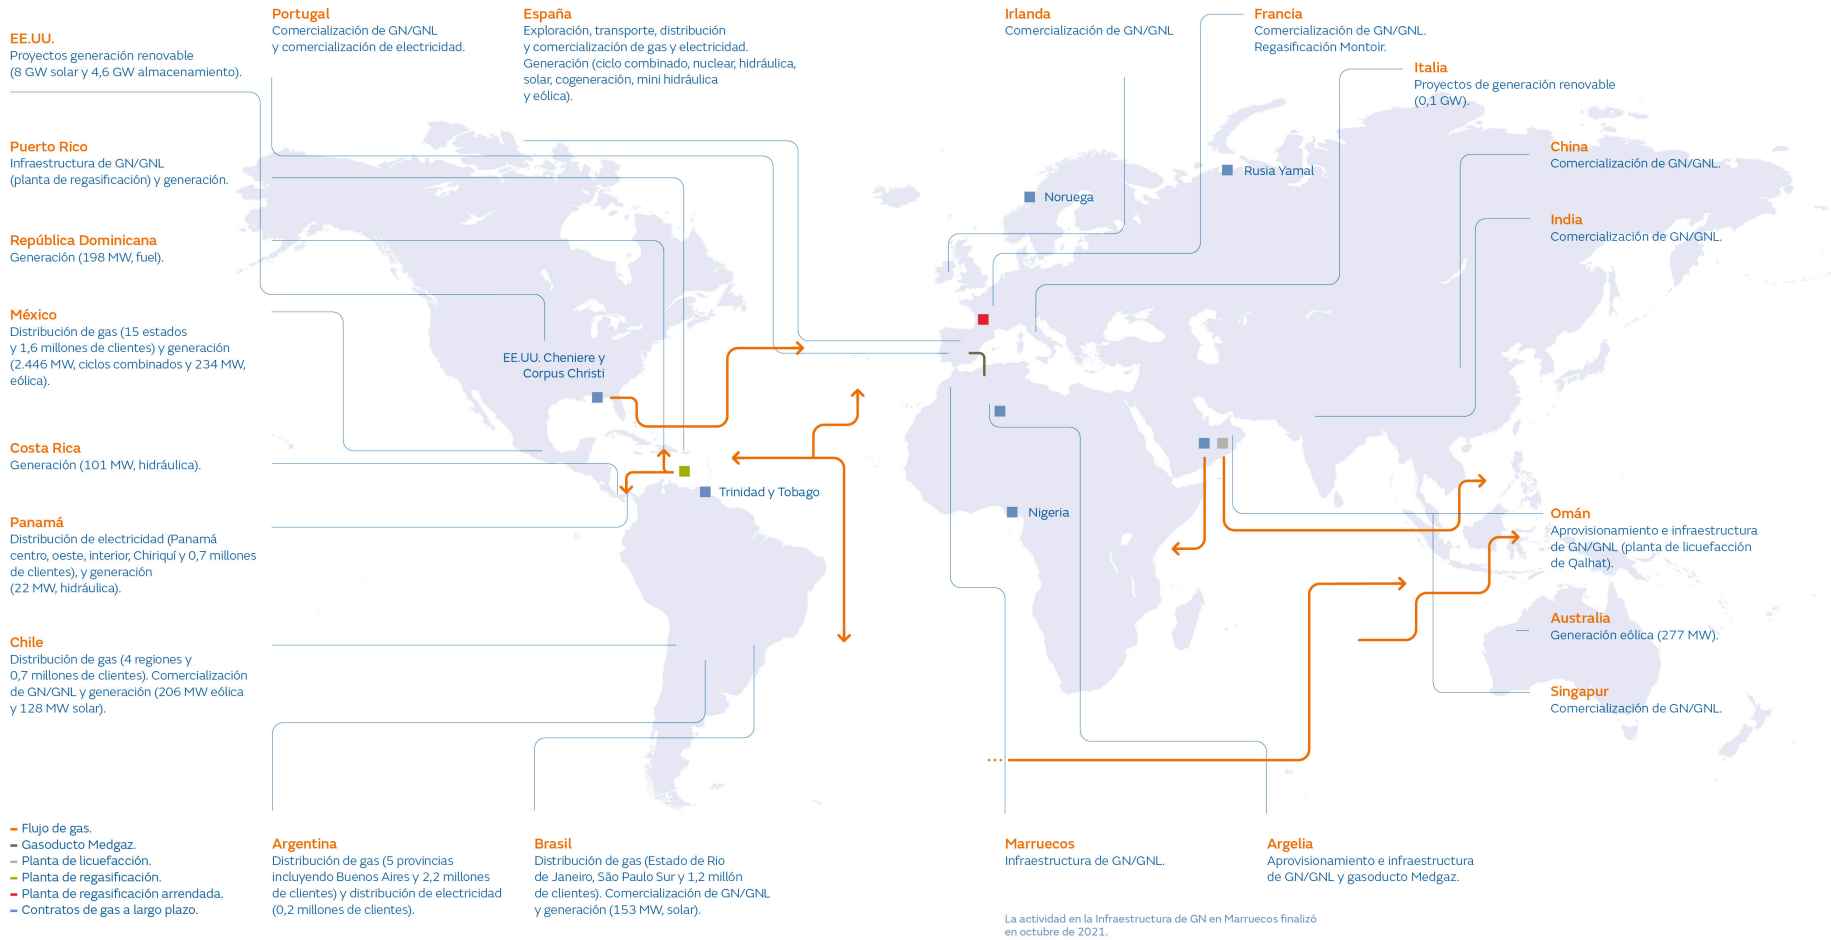 EE.UU.
Proyectos generación renovable
(8 GW solar y 4,6 GW almacenamiento).
Portugal
Comercialización de GN/GNL
y comercialización de electricidad.
España
Exploración, transporte, distribución
y comercialización de gas y electricidad.
Generación (ciclo combinado, nuclear, hidráulica,
solar, cogeneración, mini hidráulica
y eólica).
Irlanda
Comercialización de GN/GNL
Francia
Comercialización de GN/GNL.
Regasificación Montoir.
Italia
Proyectos de generación renovable
(0,1 GW).
Puerto Rico
Infraestructura de GN/GNL
(planta de regasificación) y generación.
República Dominicana
Generación (198 MW, fuel).
México
Distribución de gas (15 estados
y 1,6 millones de clientes) y generación
(2.446 MW, ciclos combinados y 234 MW,
eólica).
Costa Rica
Generación (101 MW, hidráulica).
Panamá
Distribución de electricidad (Panamá
centro, oeste, interior, Chiriquí y 0,7 millones
de clientes), y generación
(22 MW, hidráulica).
Chile
Distribución de gas (4 regiones y
0,7 millones de clientes). Comercialización
de GN/GNL y generación (206 MW eólica
y 128 MW solar).
EE.UU. Cheniere y
Corpus Christi
Trinidad y Tobago
Noruega
Rusia Yamal
Nigeria
China
Comercialización de GN/GNL.
India
Comercialización de GN/GNL.
Omán
Aprovisionamiento e infraestructura
de GN/GNL (planta de licuefacción
de Qalhat).
Australia
Generación eólica (277 MW).
Singapur
Comercialización de GN/GNL.
Flujo de gas.
Gasoducto Medgaz.
Planta de licuefacción.
Planta de regasificación.
Planta de regasificación arrendada.
Contratos de gas a largo plazo.
Argentina
Distribución de gas (5 provincias
incluyendo Buenos Aires y 2,2 millones
de clientes) y distribución de electricidad
(0,2 millones de clientes).
Brasil
Distribución de gas (Estado de Rio
de Janeiro, São Paulo Sur y 1,2 millón
de clientes). Comercialización de GN/GNL
y generación (153 MW, solar).
Marruecos
Infraestructura de GN/GNL.
Argelia
Aprovisionamiento e infraestructura
de GN/GNL y gasoducto Medgaz.
La actividad en la Infraestructura de GN en Marruecos finalizó
en octubre de 2021.